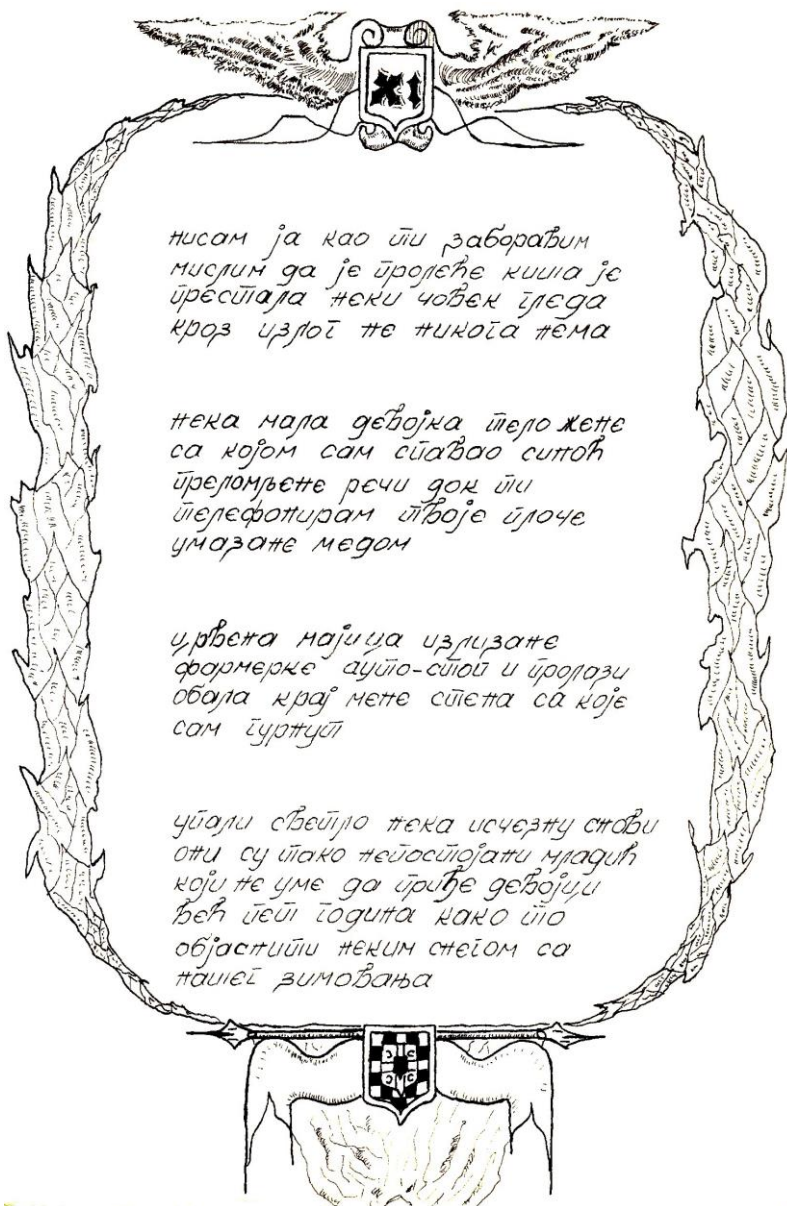 XI
нисам ја као ти заборавим
мислим да је пролеће киша је
престала неки човек гледа
кроз излог не никога нема
нека мала девојка тело жене
са којом сам спавао синоћ
преломљене речи док ти
телефонирам твоје плоче
умазане медом
црвена мајица излизане
фармерке ауто-стоп и пролази
обала крај мене стена са које
сам гурнут
упали светло нека исчезну снови
они су тако непостојани младић
који не уме да приђе девојци
већ пет година како то
објаснити неким снегом са
нашег зимовања